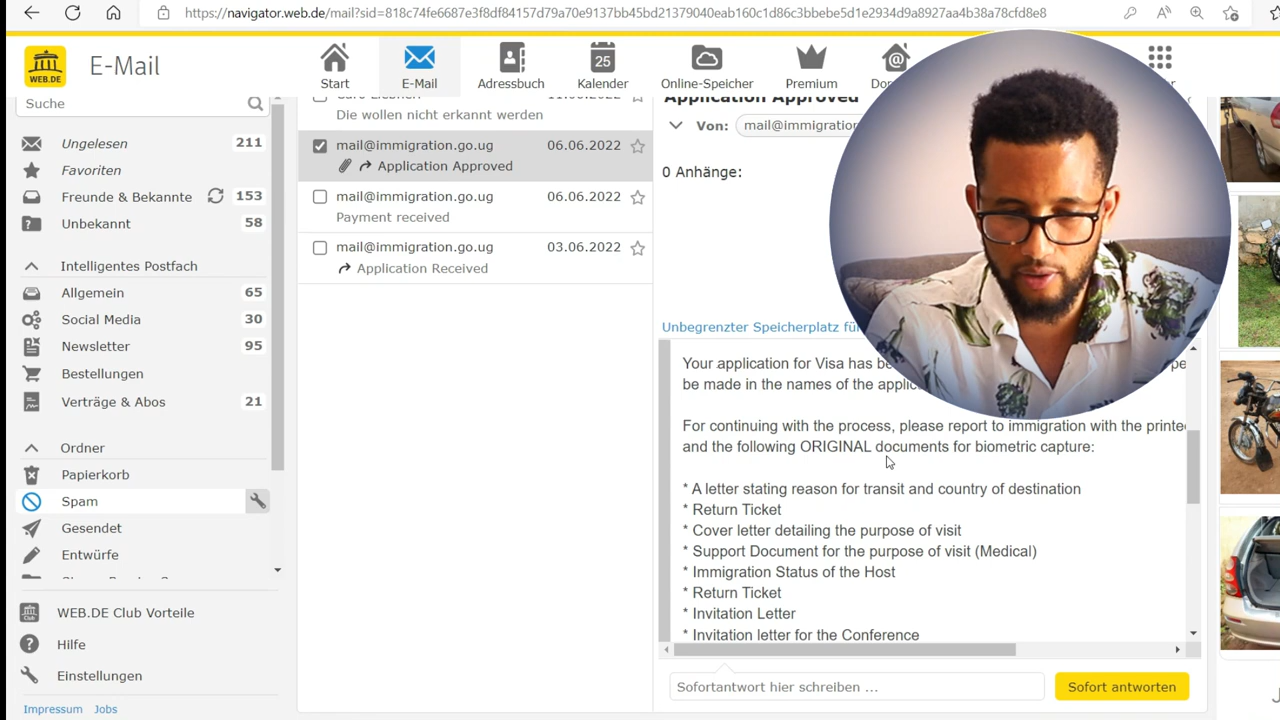 https://navigator.web.de/mail?sid=818c74fe6687e3f8df84157d79a70e9137bb45bd21379040eab160c1d86c3bbebe5d1e2934d9a8927aa4b38a78cfd8e8
WEB.DE
E-Mail
Start
E-Mail
Adressbuch
25
Kalender
Online-Speicher
Premium
Suche
Ungelesen 211
Favoriten
Freunde & Bekannte 153
Unbekannt 58
Intelligentes Postfach
Allgemein 65
Social Media 30
Newsletter 95
Bestellungen
Verträge & Abos 21
Ordner
Papierkorb
Spam
Gesendet
Entwürfe
WEB.DE Club Vorteile
Hilfe
Einstellungen
Impressum Jobs
Die wollen nicht erkannt werden
mail@immigration.go.ug 06.06.2022
Application Approved
mail@immigration.go.ug 06.06.2022
Payment received
mail@immigration.go.ug 03.06.2022
Application Received
Application Approved
Von: mail@immigratio
0 Anhänge:
Unbegrenzter Speicherplatz für
Your application for Visa has be
be made in the names of the applic
For continuing with the process, please report to immigration with the printe
and the following ORIGINAL documents for biometric capture:
* A letter stating reason for transit and country of destination
* Return Ticket
* Cover letter detailing the purpose of visit
* Support Document for the purpose of visit (Medical)
* Immigration Status of the Host
* Return Ticket
* Invitation Letter
* Invitation letter for the Conference
Sofortantwort hier schreiben ...
Sofort antworten